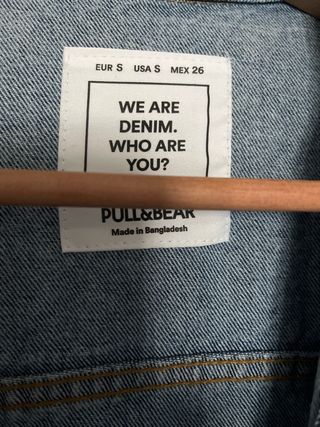 EUR S USA S MEX 26
WE ARE
DENIM.
WHO ARE
YOU?
PULL&BEAR
Made in Bangladesh